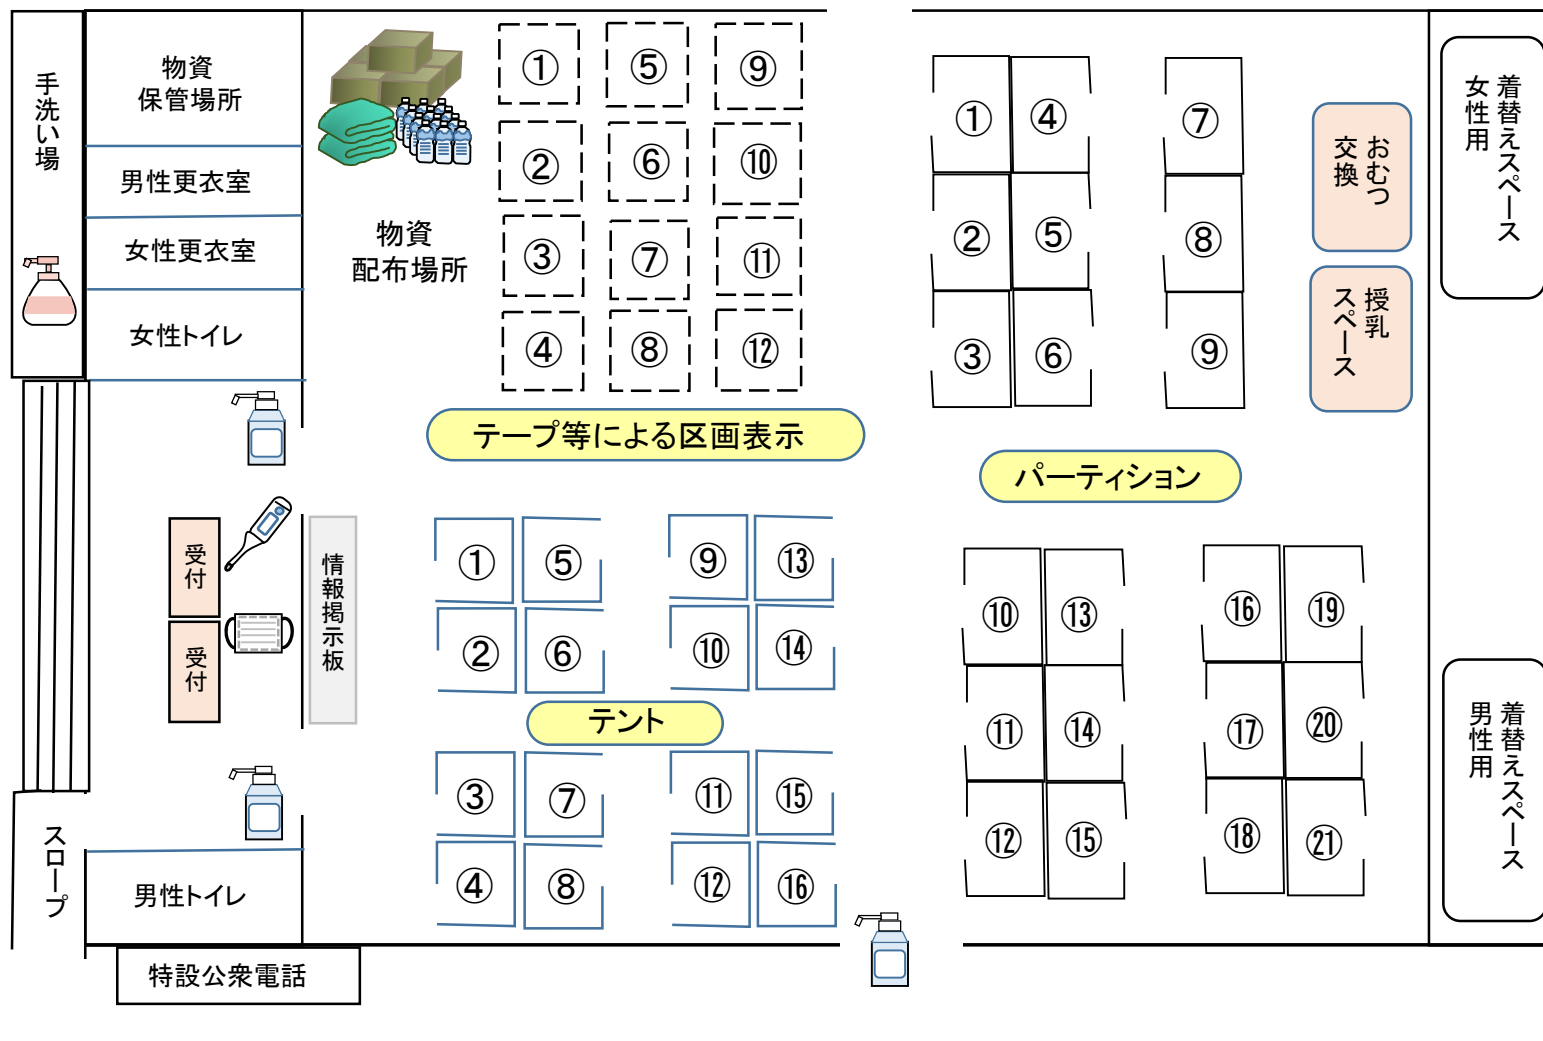 手洗い場
物資
保管場所
男性更衣室
女性更衣室
女性トイレ
物資
配布場所
①
⑤
⑨
②
⑥
⑩
③
⑦
⑪
④
⑧
⑫
テープ等による区画表示
①
④
⑦
②
⑤
⑧
③
⑥
⑨
パーティション
おむつ
交換
授乳
スペース
着替えスペース
女性用
受付
受付
情報掲示板
①
⑤
⑨
⑬
②
⑥
⑩
⑭
テント
③
⑦
⑪
⑮
④
⑧
⑫
⑯
⑩
⑬
⑯
⑲
⑪
⑭
⑰
⑳
⑫
⑮
⑱
㉑
着替えスペース
男性用
スロープ
男性トイレ
特設公衆電話